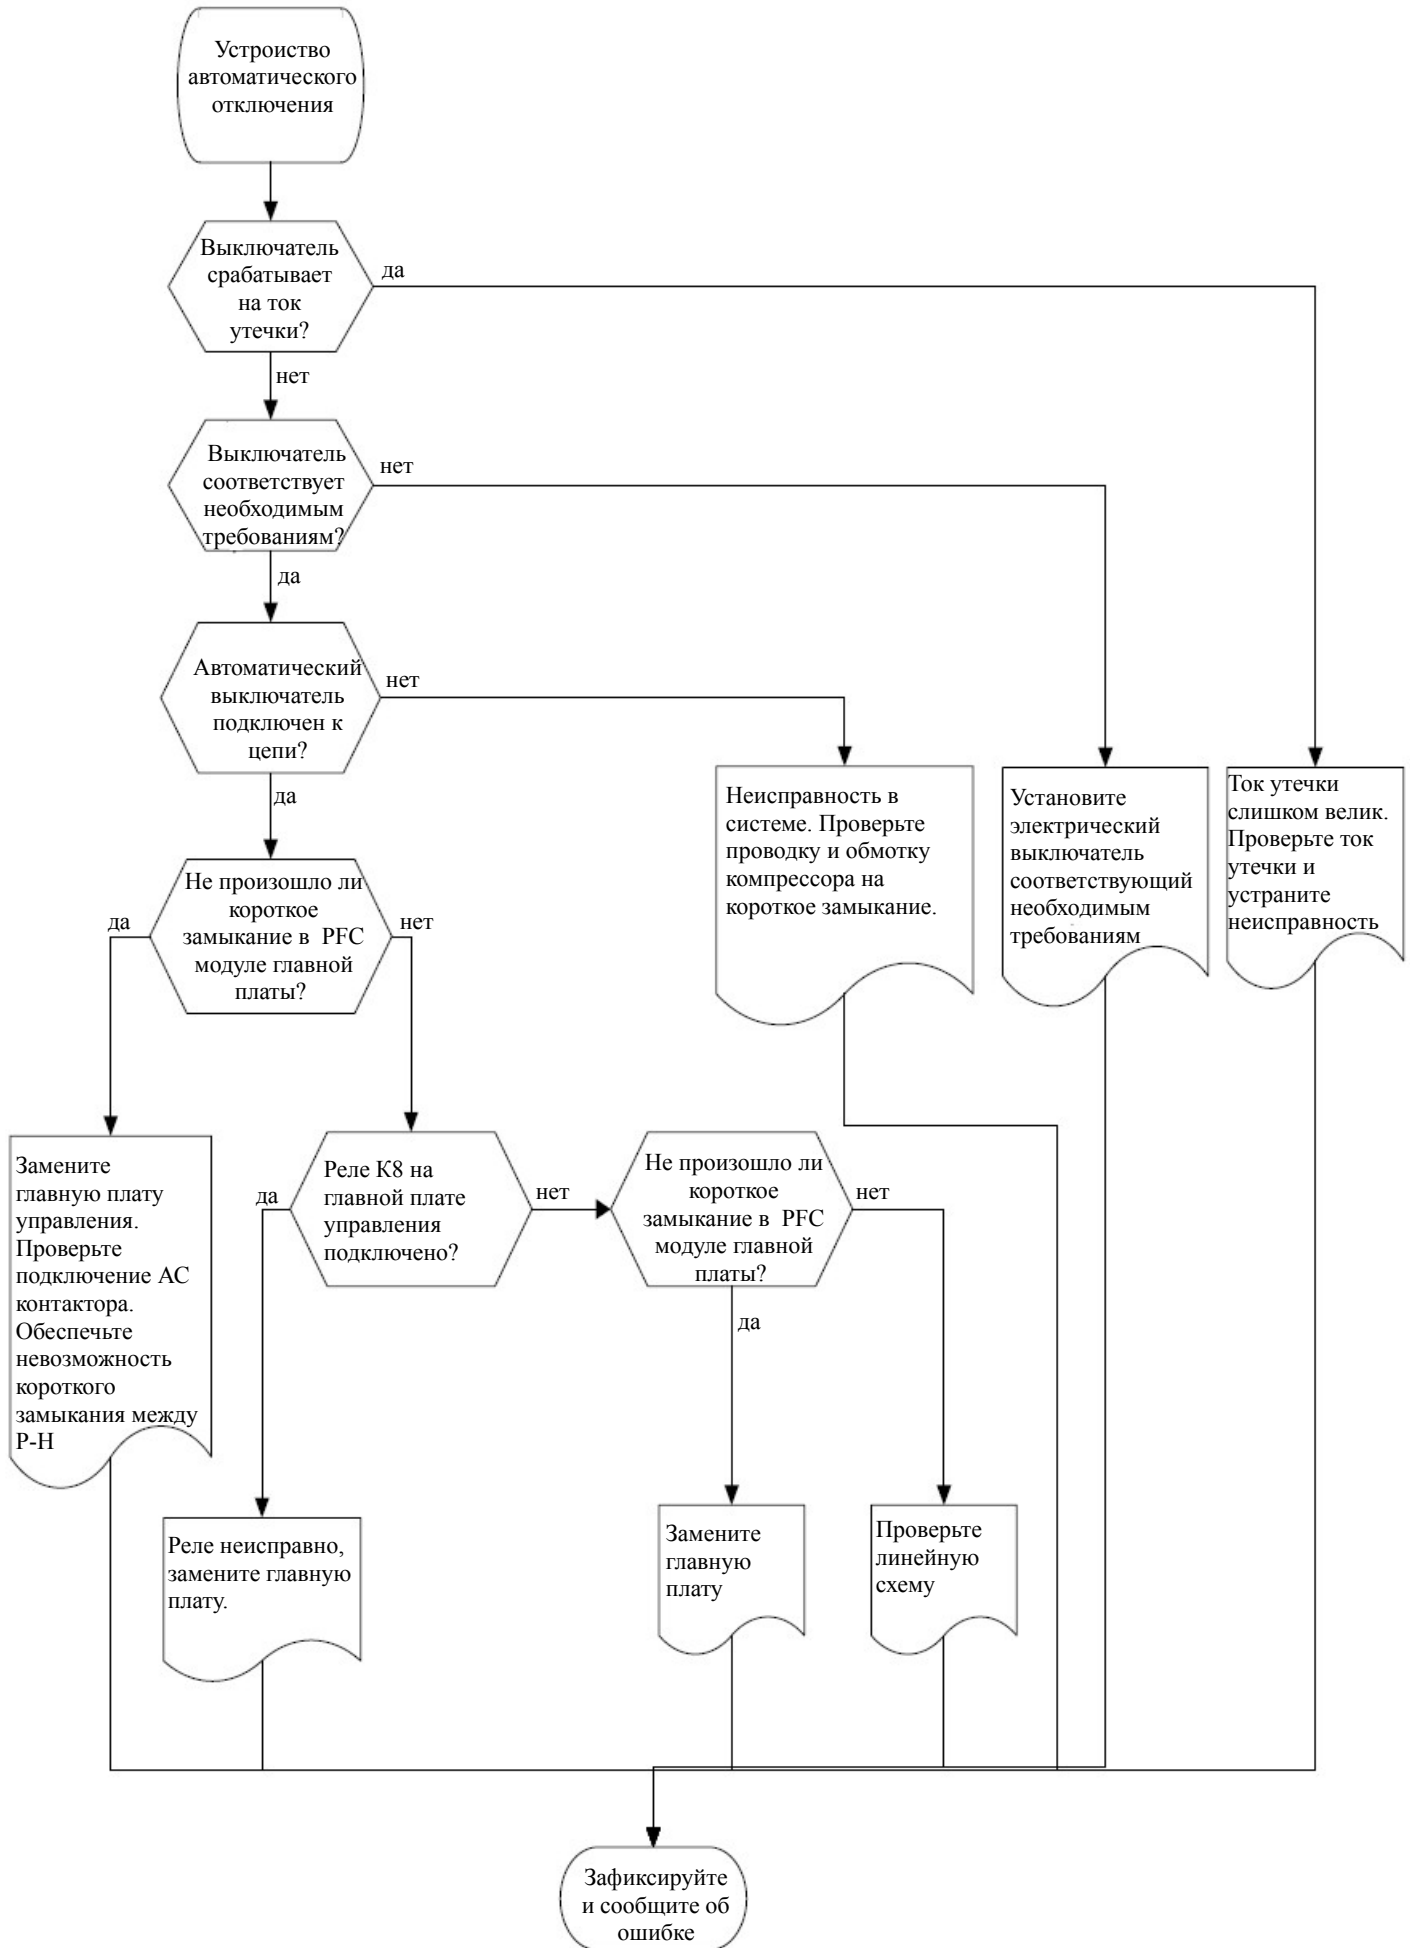 Устроиство
автоматического
отключения
Выключатель
срабатывает
на ток
утечки?
да
нет
Выключатель
соответствует
необходимым
требованиям?
нет
да
Автоматический
выключатель
подключен к
цепи?
нет
да
Неисправность в
системе. Проверьте
проводку и обмотку
компрессора на
короткое замыкание.
Установите
электрический
выключатель
соответствующий
необходимым
требованиям
Ток утечки
слишком велик.
Проверьте ток
утечки и
устраните
неисправность
Не произошло ли
короткое
замыкание в PFC
модуле главной
платы?
да
нет
Замените
главную плату
управления.
Проверьте
подключение АС
контактора.
Обеспечьте
невозможность
короткого
замыкания между
Р-Н
Реле К8 на
главной плате
управления
подключено?
да
нет
Не произошло ли
короткое
замыкание в PFC
модуле главной
платы?
нет
да
Реле неисправно,
замените главную
плату.
Замените
главную
плату
Проверьте
линейную
схему
Зафиксируйте
и сообщите об
ошибке